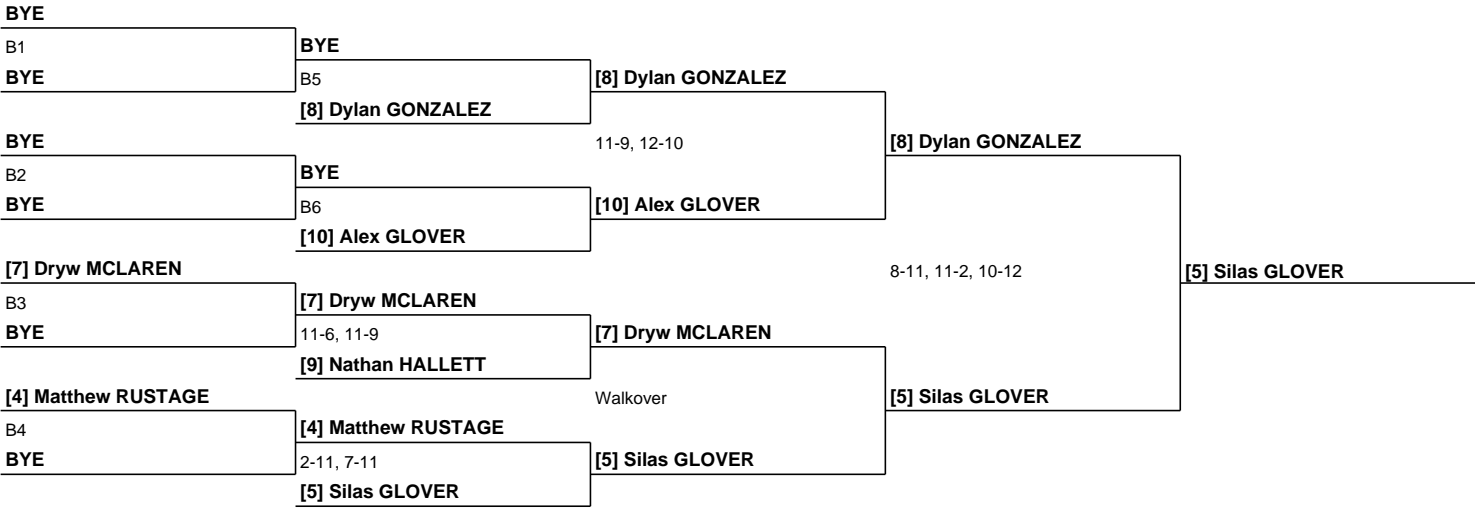 BYE
B1
BYE
BYE
B5
[8] Dylan GONZALEZ
BYE
B2
BYE
BYE
B6
[10] Alex GLOVER
[7] Dryw MCLAREN
B3
BYE
[7] Dryw MCLAREN
11-6, 11-9
[9] Nathan HALLETT
[4] Matthew RUSTAGE
B4
BYE
[4] Matthew RUSTAGE
2-11, 7-11
[5] Silas GLOVER
[8] Dylan GONZALEZ
11-9, 12-10
[10] Alex GLOVER
[7] Dryw MCLAREN
Walkover
[5] Silas GLOVER
[8] Dylan GONZALEZ
8-11, 11-2, 10-12
[5] Silas GLOVER
[5] Silas GLOVER